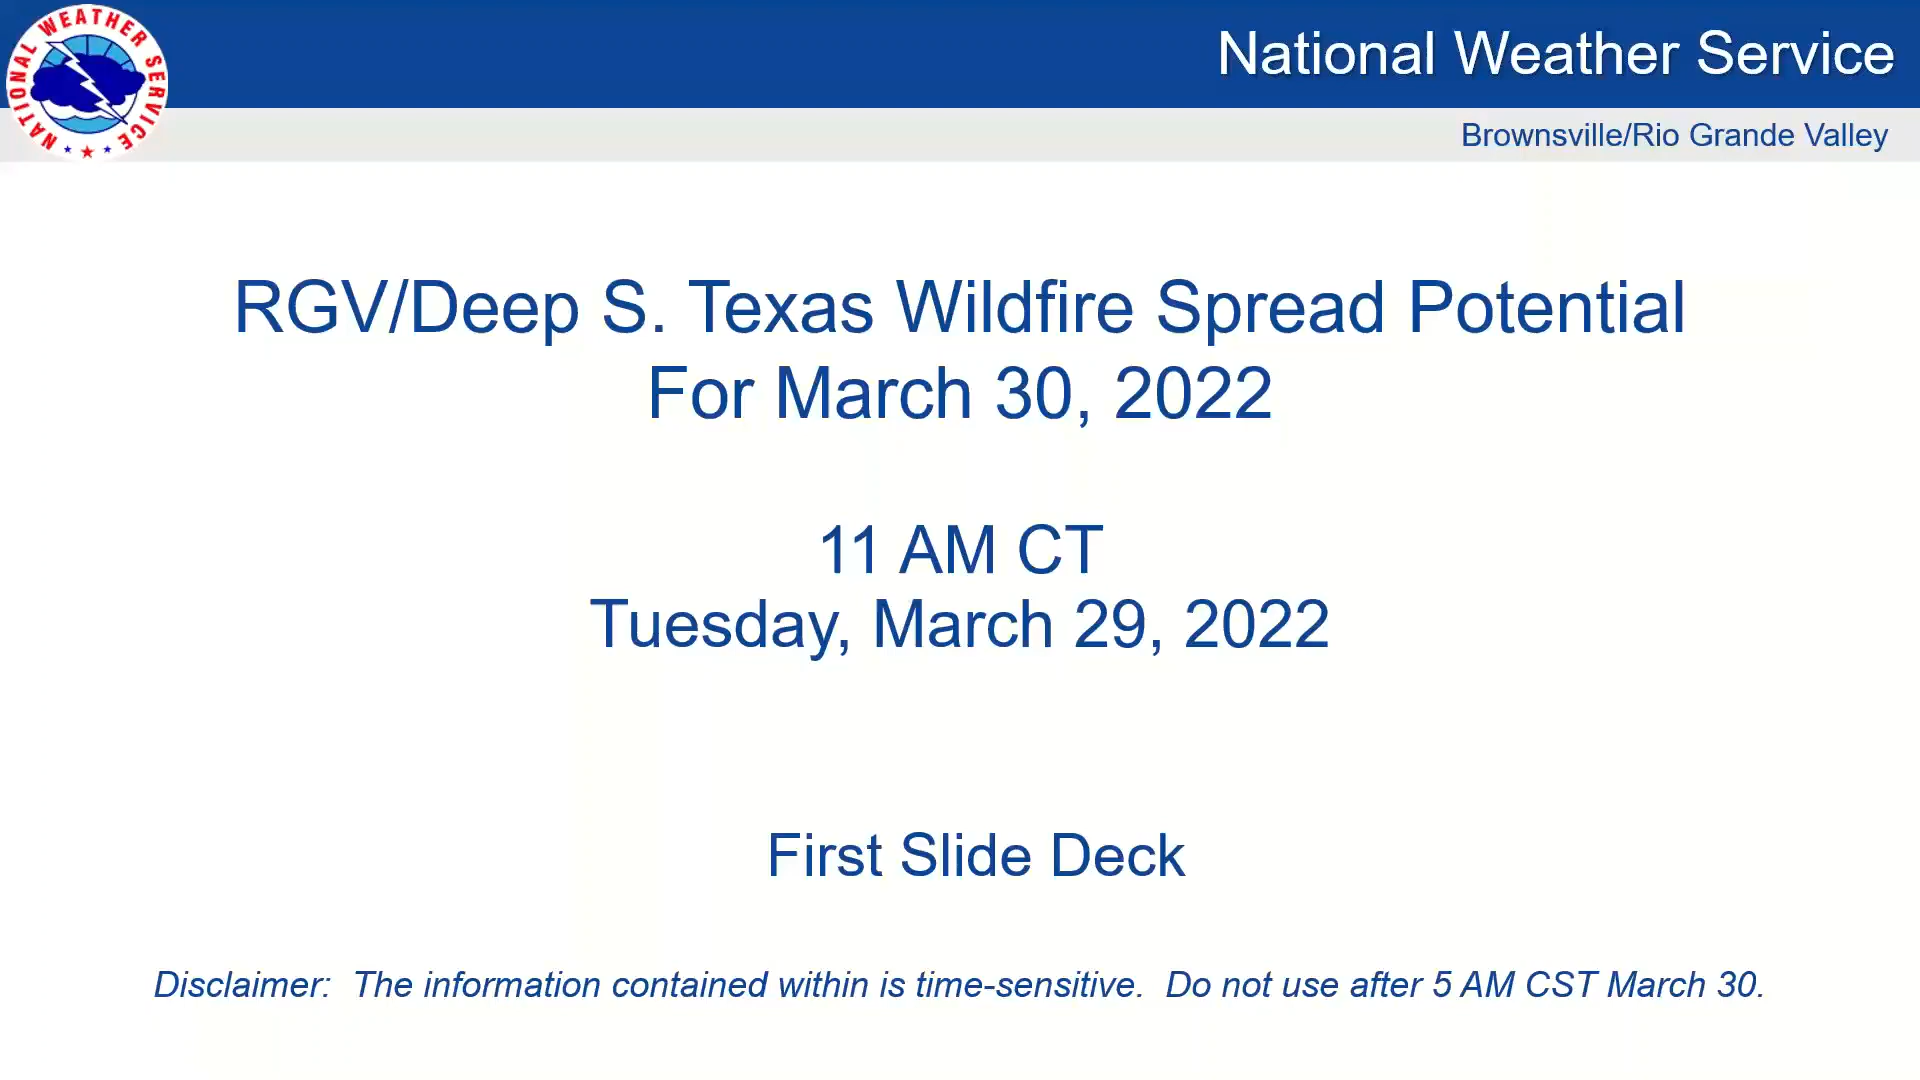 NATIONAL WEATHER SERVICE
National Weather Service
Brownsville/Rio Grande Valley
RGV/Deep S. Texas Wildfire Spread Potential
For March 30, 2022
11 AM CT
Tuesday, March 29, 2022
First Slide Deck
Disclaimer:  The information contained within is time-sensitive.  Do not use after 5 AM CST March 30.